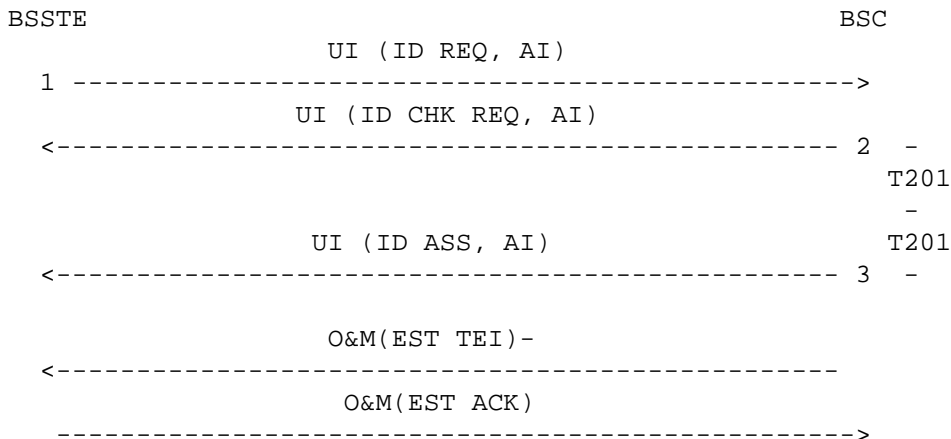 BSSTE BSC
UI (ID REQ, AI)
1 ------------------------------------------------->
UI (ID CHK REQ, AI)
<-------------------------------------------------- 2 -
T201
-
UI (ID ASS, AI) T201
<-------------------------------------------------- 3 -
O&M(EST TEI)-
<--------------------------------------------------
O&M(EST ACK)
-------------------------------------------------->